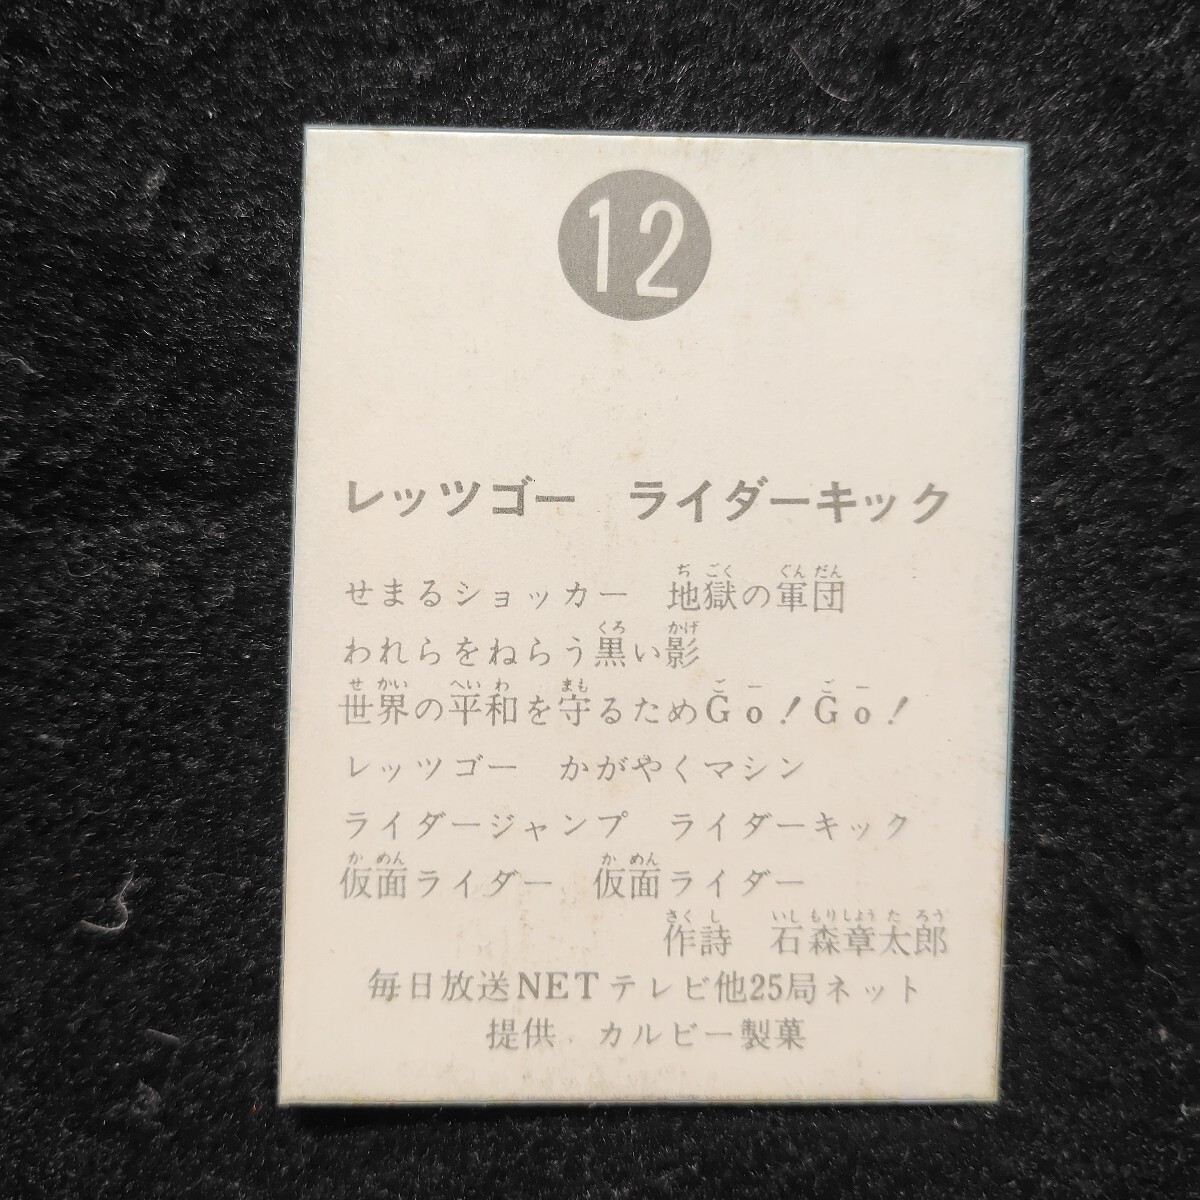 12
レッツゴー　ライダーキック
せまるショッカー　地獄の軍団
われらをねらう黒い影
世界の平和を守るためGo！Go！
レッツゴー　かがやくマシン
ライダージャンプ　ライダーキック
仮面ライダー　仮面ライダー
作詩　石森章太郎
毎日放送NETテレビ他25局ネット
提供　カルビー製菓